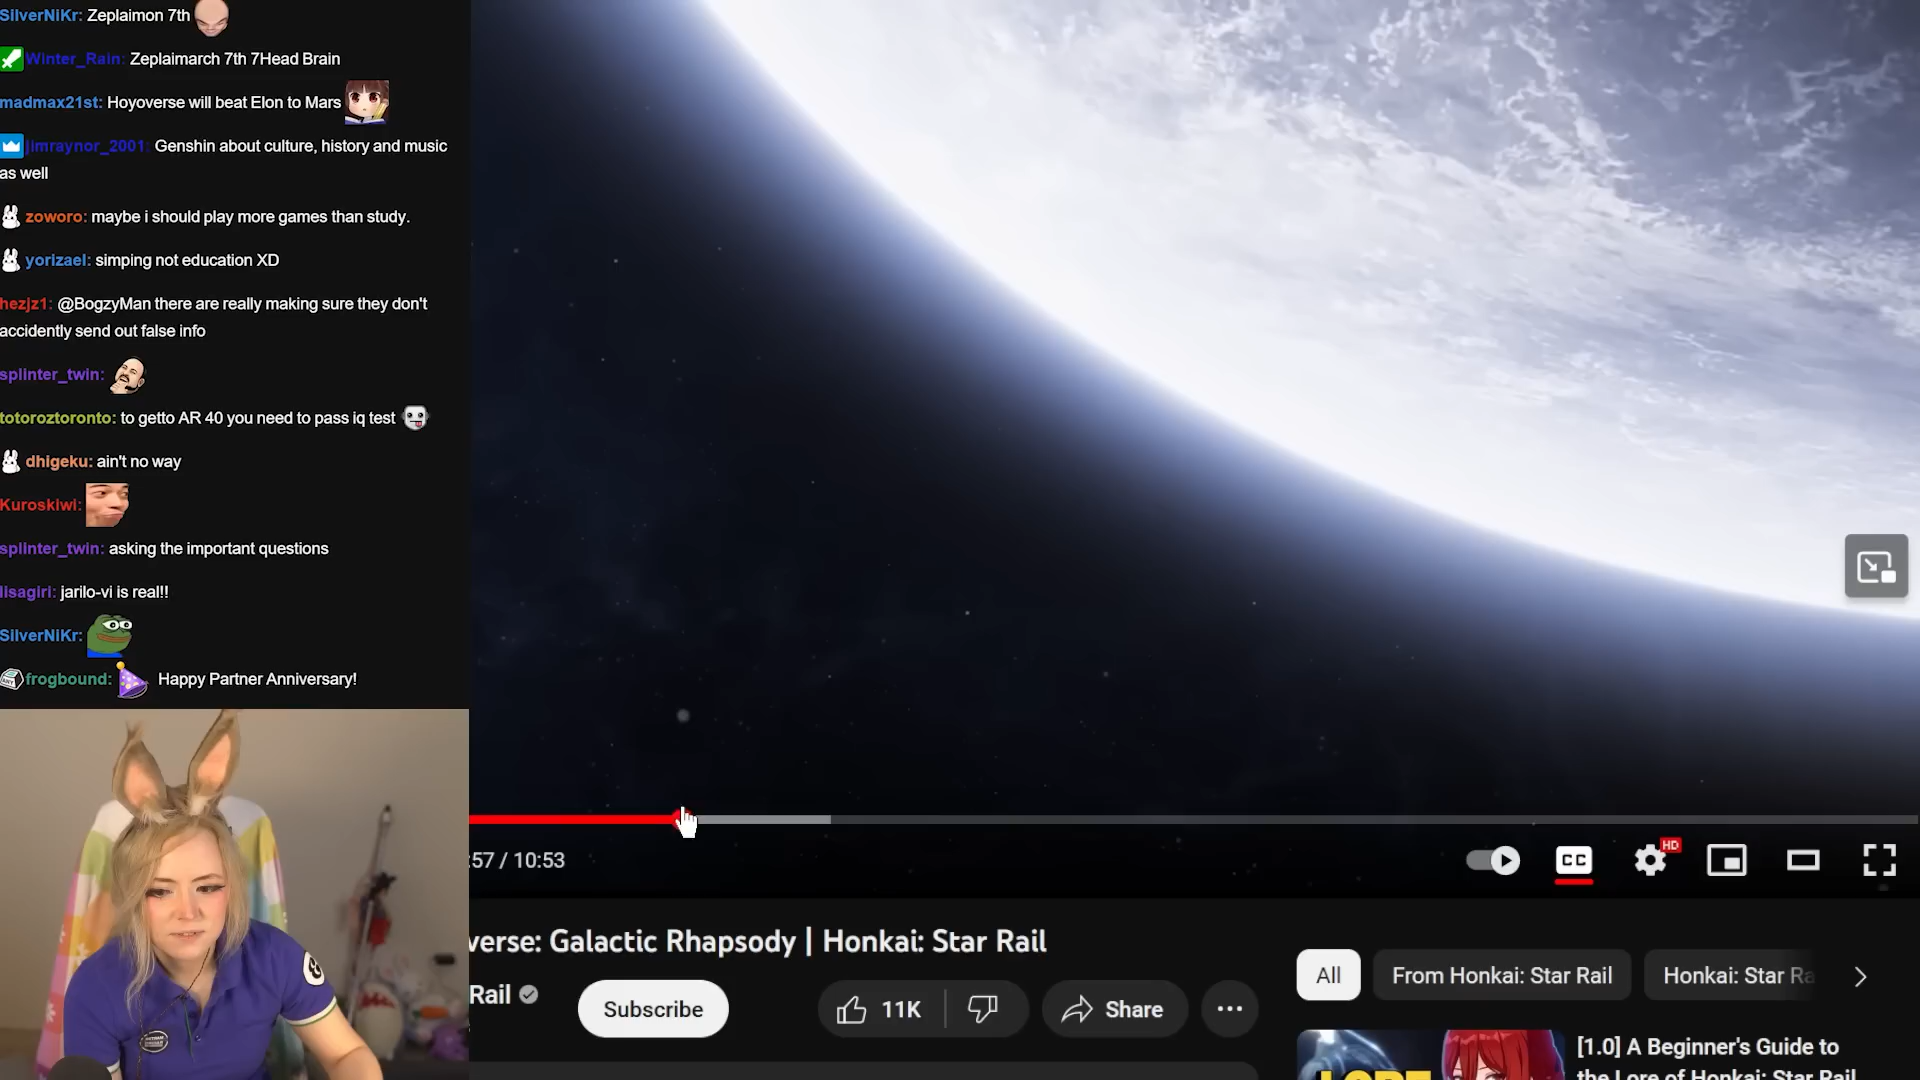 SilverNiKr: Zeplaimon 7th
Winter_Rain: Zeplaimarch 7th 7Head Brain
madmax21st: Hoyoverse will beat Elon to Mars
jimraynor_2001: Genshin about culture, history and music
as well
zoworo: maybe i should play more games than study.
yorizael: simping not education XD
hezjz1: @BogzyMan there are really making sure they don't
accidently send out false info
splinter_twin:
totoroztoronto: to getto AR 40 you need to pass iq test
dhigeku: ain't no way
Kuroskiwi:
splinter_twin: asking the important questions
lisagirl: jarilo-vi is real!!
SilverNiKr:
frogbound: Happy Partner Anniversary!
:57 / 10:53
CC
HD
verse: Galactic Rhapsody | Honkai: Star Rail
Rail
Subscribe
11K
Share
All
From Honkai: Star Rail
Honkai: Star Ra
[1.0] A Beginner's Guide to
the Lore of Honkai: Star Rail
LORE